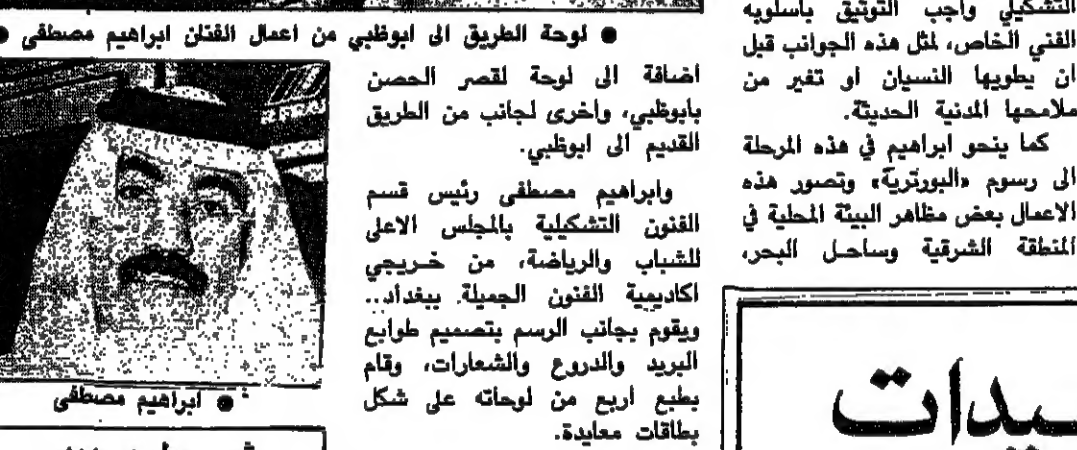 التشكيلي واجب التوثيق باسلوبه
الفني الخاص، لمثل هذه الجوانب قبل
ان يطويها النسيان او تغير من
ملامحها المدنية الحديثة.
كما ينحو ابراهيم في هذه المرحلة
الى رسوم «البورترية» وتصور هذه
الاعمال بعض مظاهر البيئة المحلية في
المنطقة الشرقية وساحل البحر،
● لوحة الطريق الى ابوظبي من اعمال الفنان ابراهيم مصطفى ●
اضافة الى لوحة لقصر الحصن
بابوظبي، واخرى لجانب من الطريق
القديم الى ابوظبي.
وابراهيم مصطفى رئيس قسم
الفنون التشكيلية بالمجلس الاعلى
للشباب والرياضة، من خريجي
اكاديمية الفنون الجميلة ببغداد..
ويقوم بجانب الرسم بتصميم طوابع
البريد والدروع والشعارات، وقام
بطبع اربع من لوحاته على شكل
بطاقات معايدة.
● ابراهيم مصطفى